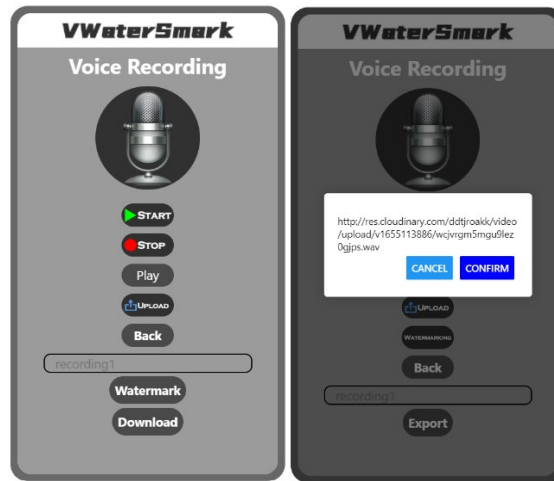 VWaterSmark
Voice Recording
START
STOP
Play
UPLOAD
Back
recording1
Watermark
Download
VWaterSmark
Voice Recording
http://res.cloudinary.com/ddtjroakk/video
/upload/v1655113886/wcjvrgm5mgu9lez
0gjps.wav
CANCEL CONFIRM
UPLOAD
WATERMARKING
Back
recording1
Export